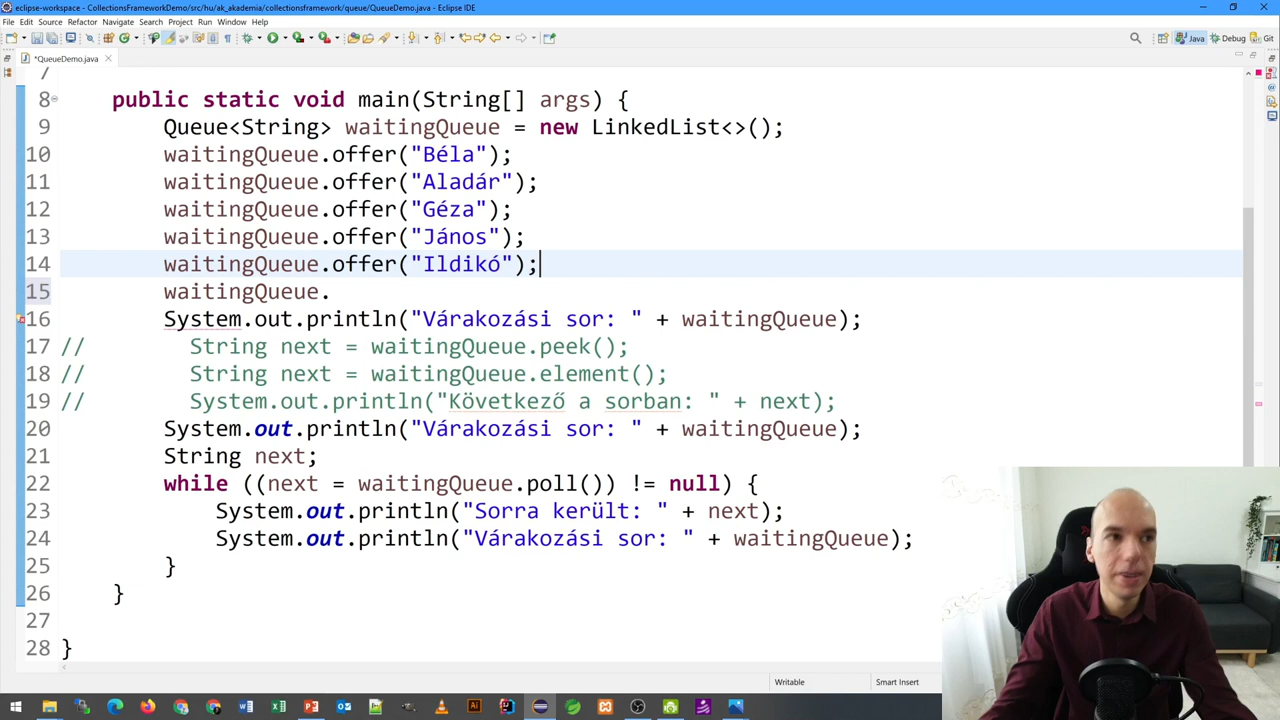 eclipse-workspace - CollectionsFrameworkDemo/src/hu/ak_akademia/collectionsframework/queue/QueueDemo.java - Eclipse IDE
File Edit Source Refactor Navigate Search Project Run Window Help
Java Debug Git
*QueueDemo.java
7
8 public static void main(String[] args) {
9 Queue<String> waitingQueue = new LinkedList<>();
10 waitingQueue.offer("Béla");
11 waitingQueue.offer("Aladár");
12 waitingQueue.offer("Géza");
13 waitingQueue.offer("János");
14 waitingQueue.offer("Ildikó");
15 waitingQueue.
16 System.out.println("Várakozási sor: " + waitingQueue);
17 // String next = waitingQueue.peek();
18 // String next = waitingQueue.element();
19 // System.out.println("Következő a sorban: " + next);
20 System.out.println("Várakozási sor: " + waitingQueue);
21 String next;
22 while ((next = waitingQueue.poll()) != null) {
23 System.out.println("Sorra került: " + next);
24 System.out.println("Várakozási sor: " + waitingQueue);
25 }
26 }
27
28 }
Writable Smart Insert